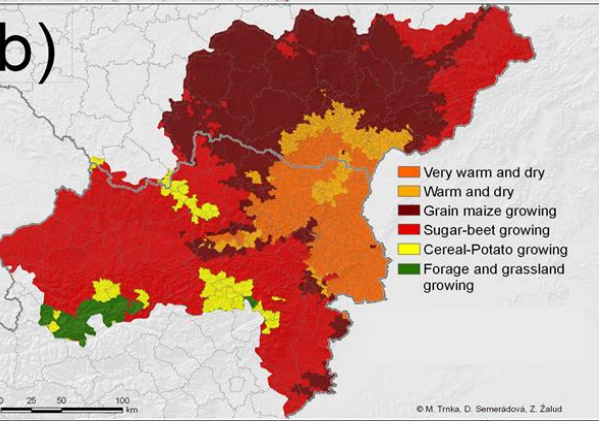 b)
Very warm and dry
Warm and dry
Grain maize growing
Sugar-beet growing
Cereal-Potato growing
Forage and grassland
growing
0 25 50 100
km
© M. Trnka, D. Semerádová, Z. Žalud